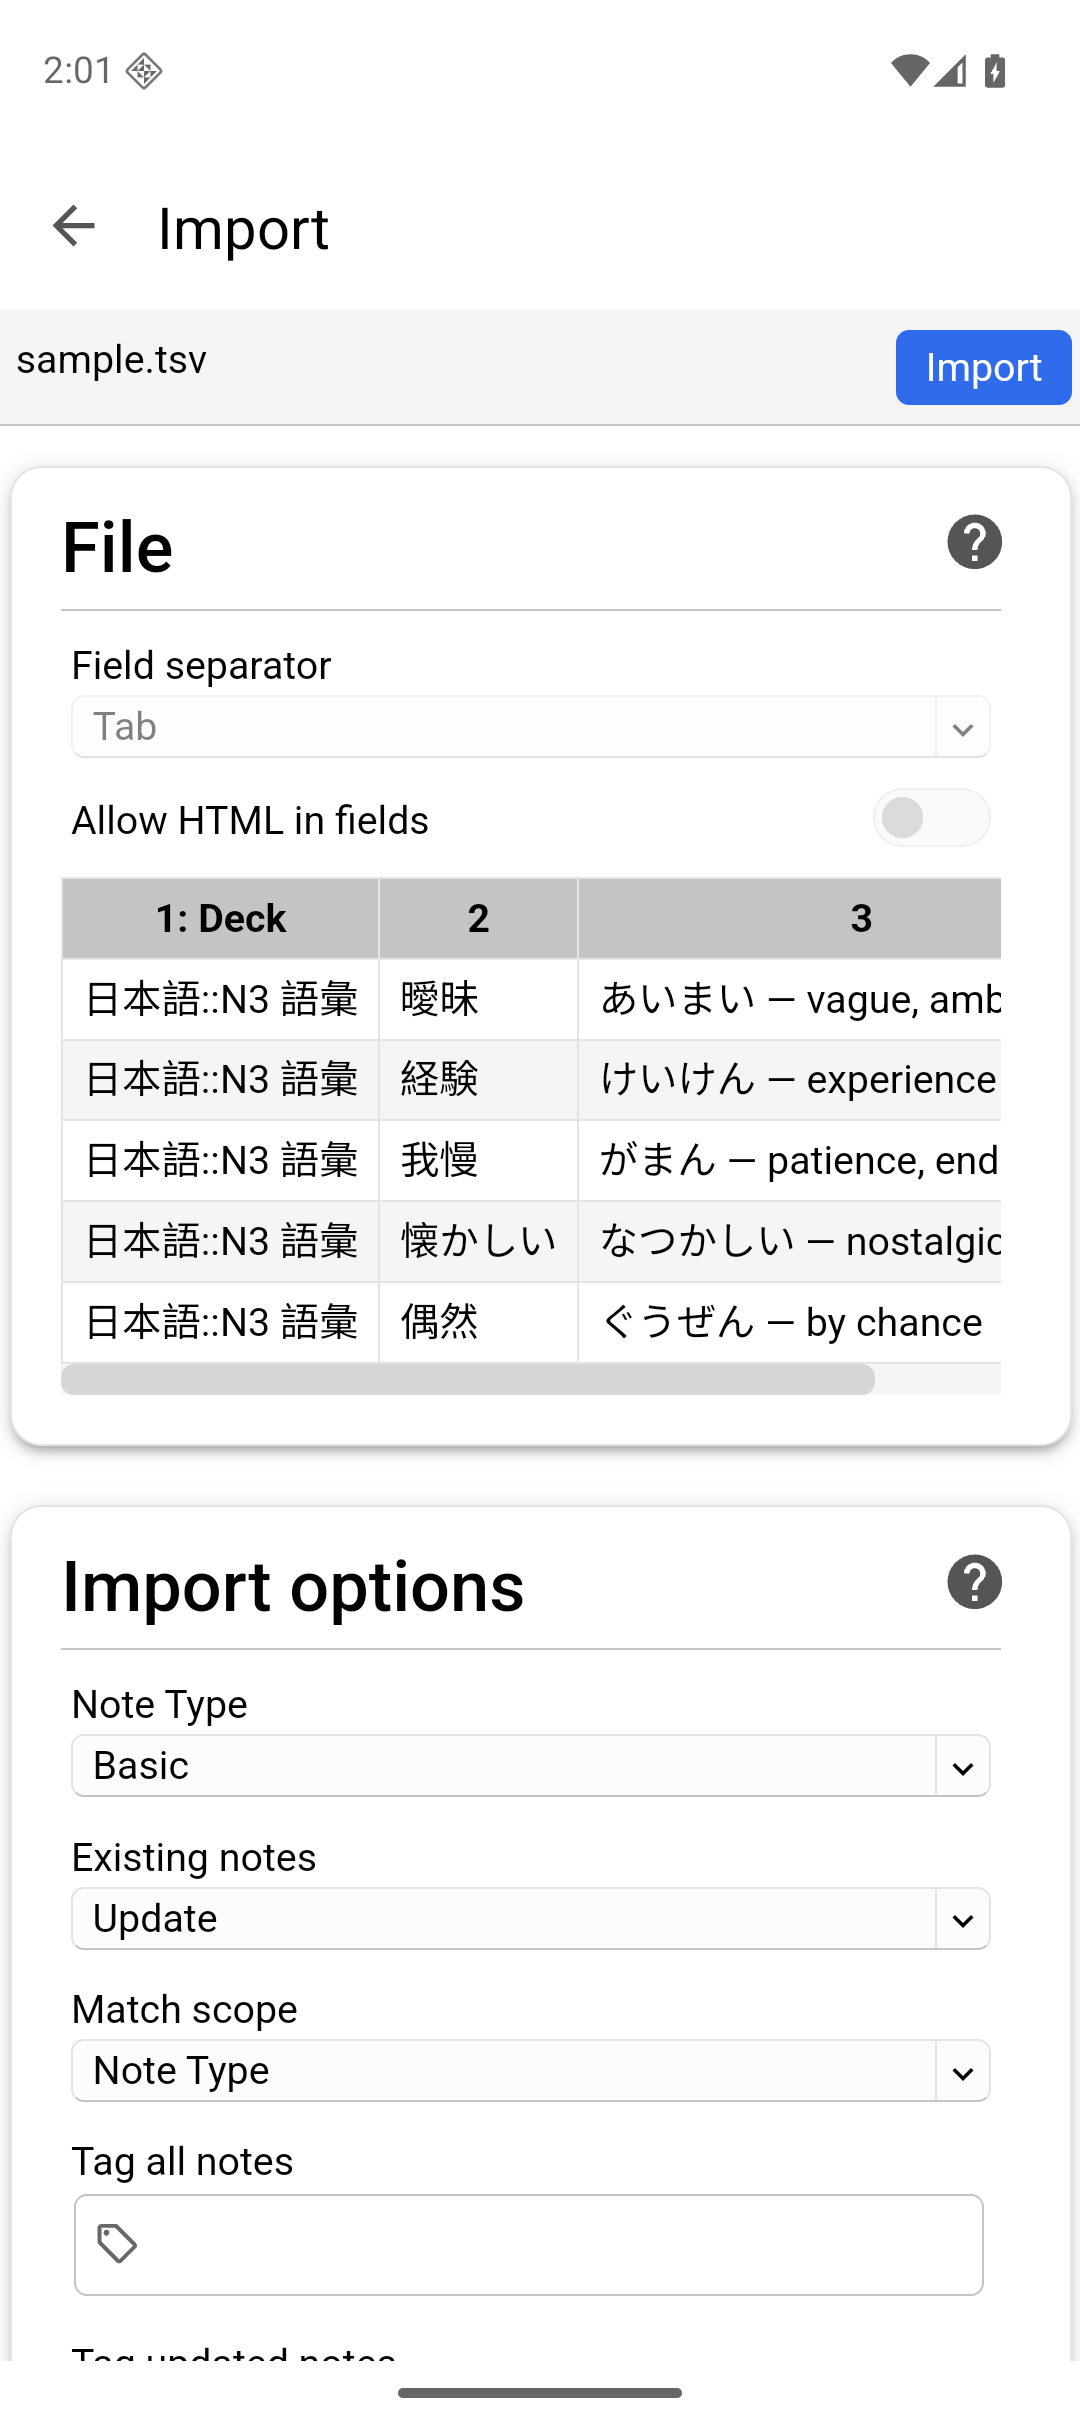 2:01
Import
sample.tsv
Import
File
Field separator
Tab
Allow HTML in fields
1: Deck 2 3
日本語::N3 語彙 曖昧 あいまい – vague, amb
日本語::N3 語彙 経験 けいけん – experience
日本語::N3 語彙 我慢 がまん – patience, end
日本語::N3 語彙 懐かしい なつかしい – nostalgic
日本語::N3 語彙 偶然 ぐうぜん – by chance
Import options
Note Type
Basic
Existing notes
Update
Match scope
Note Type
Tag all notes
Tag updated notes